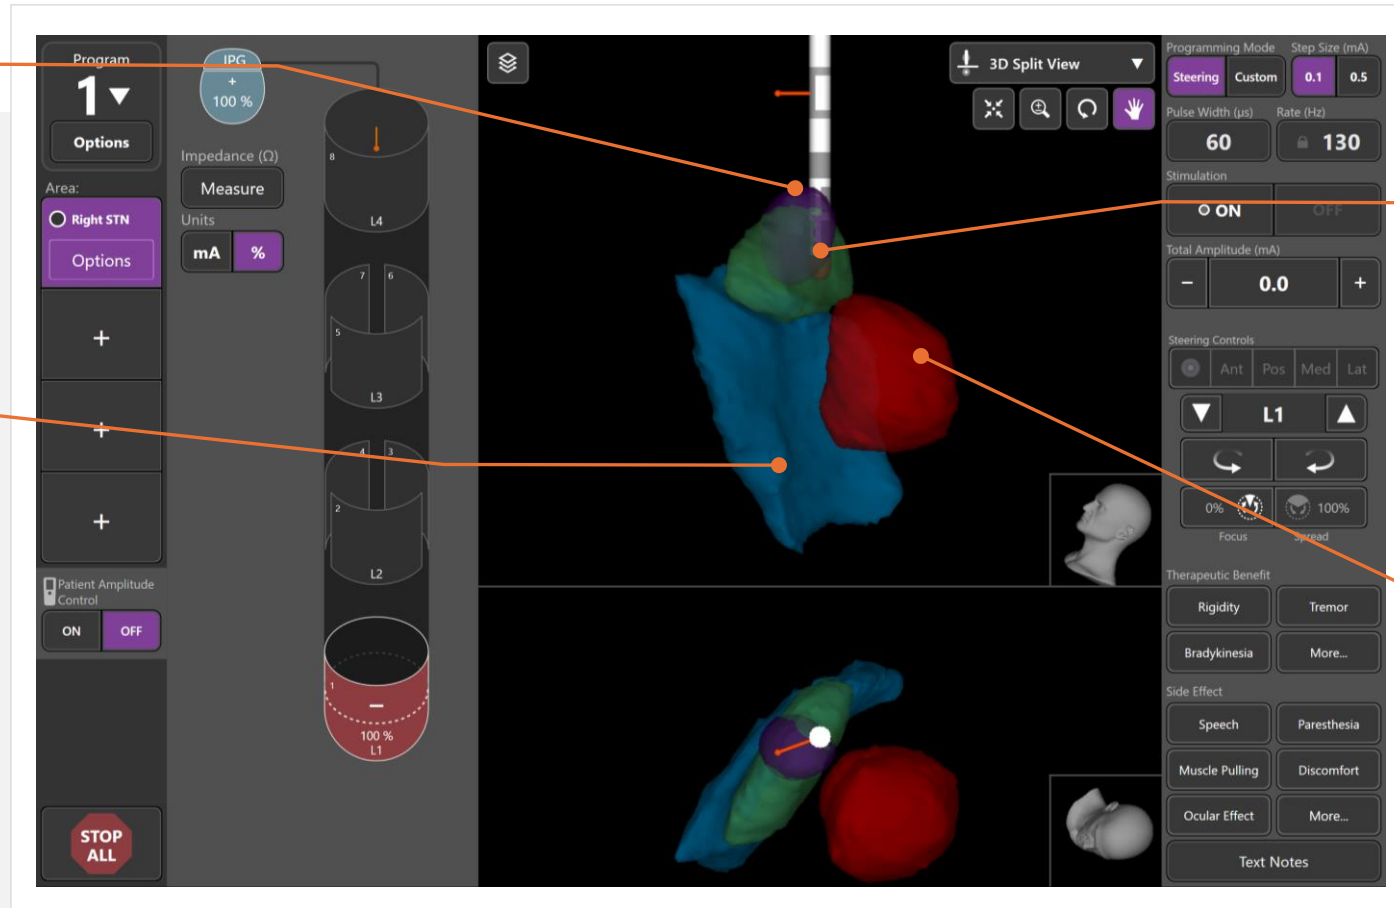 Program
1
Options
Area:
Right STN
Options
+
+
+
Patient Amplitude
Control
ON OFF
STOP
ALL
IPG
+
100 %
Impedance (Ω)
Measure
Units
mA %
8
L4
7 6
5
L3
4 3
2
L2
1
−
100 %
L1
3D Split View
Programming Mode Step Size (mA)
Steering Custom 0.1 0.5
Pulse Width (µs) Rate (Hz)
60 130
Stimulation
ON OFF
Total Amplitude (mA)
− 0.0 +
Steering Controls
Ant Pos Med Lat
L1
0% 100%
Focus Spread
Therapeutic Benefit
Rigidity Tremor
Bradykinesia More...
Side Effect
Speech Paresthesia
Muscle Pulling Discomfort
Ocular Effect More...
Text Notes